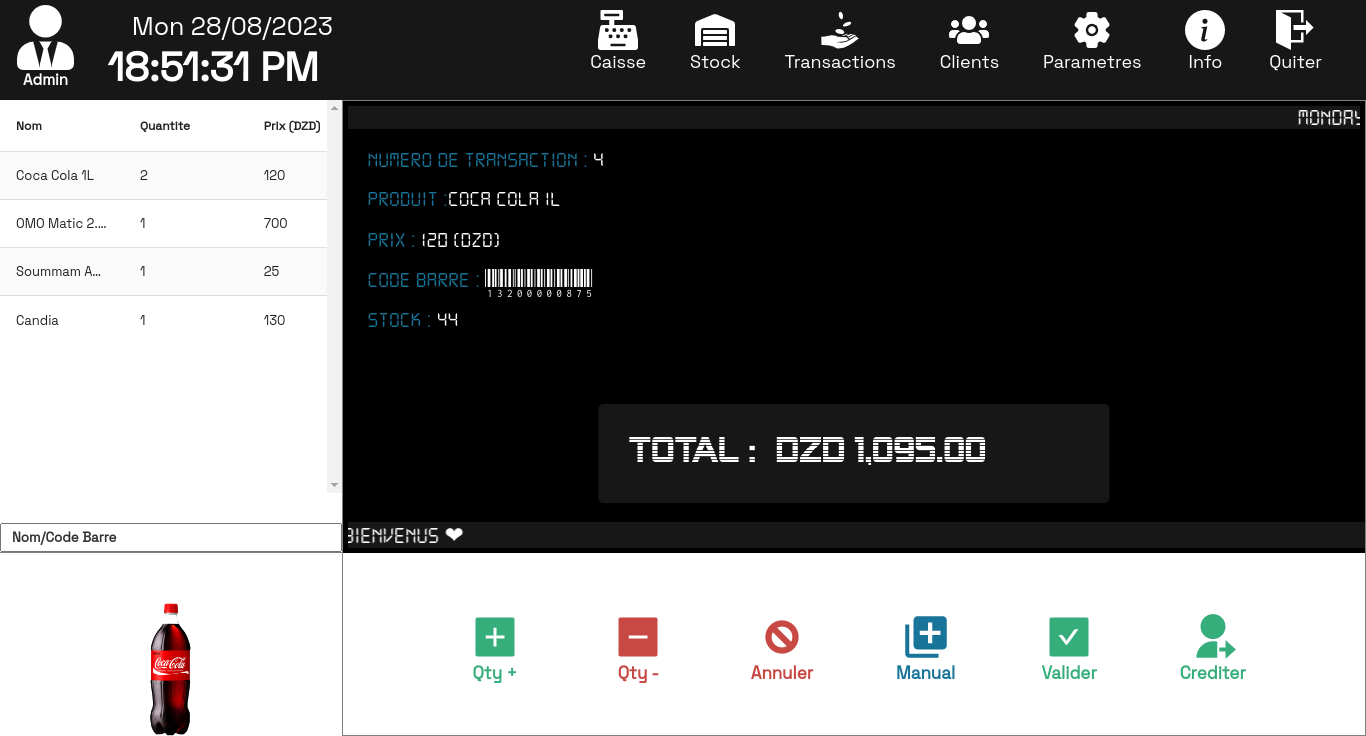 Mon 28/08/2023
18:51:31 PM
Admin
Caisse Stock Transactions Clients Parametres Info Quiter
Nom Quantite Prix (DZD)
Coca Cola 1L 2 120
OMO Matic 2.... 1 700
Soummam A... 1 25
Candia 1 130
Nom/Code Barre
MONDAY
NUMERO DE TRANSACTION : 4
PRODUIT :COCA COLA 1L
PRIX : 120 (DZD)
CODE BARRE :
13200000875
STOCK : 44
TOTAL : DZD 1,095.00
BIENVENUS ❤
Coca-Cola
Qty + Qty - Annuler Manual Valider Crediter